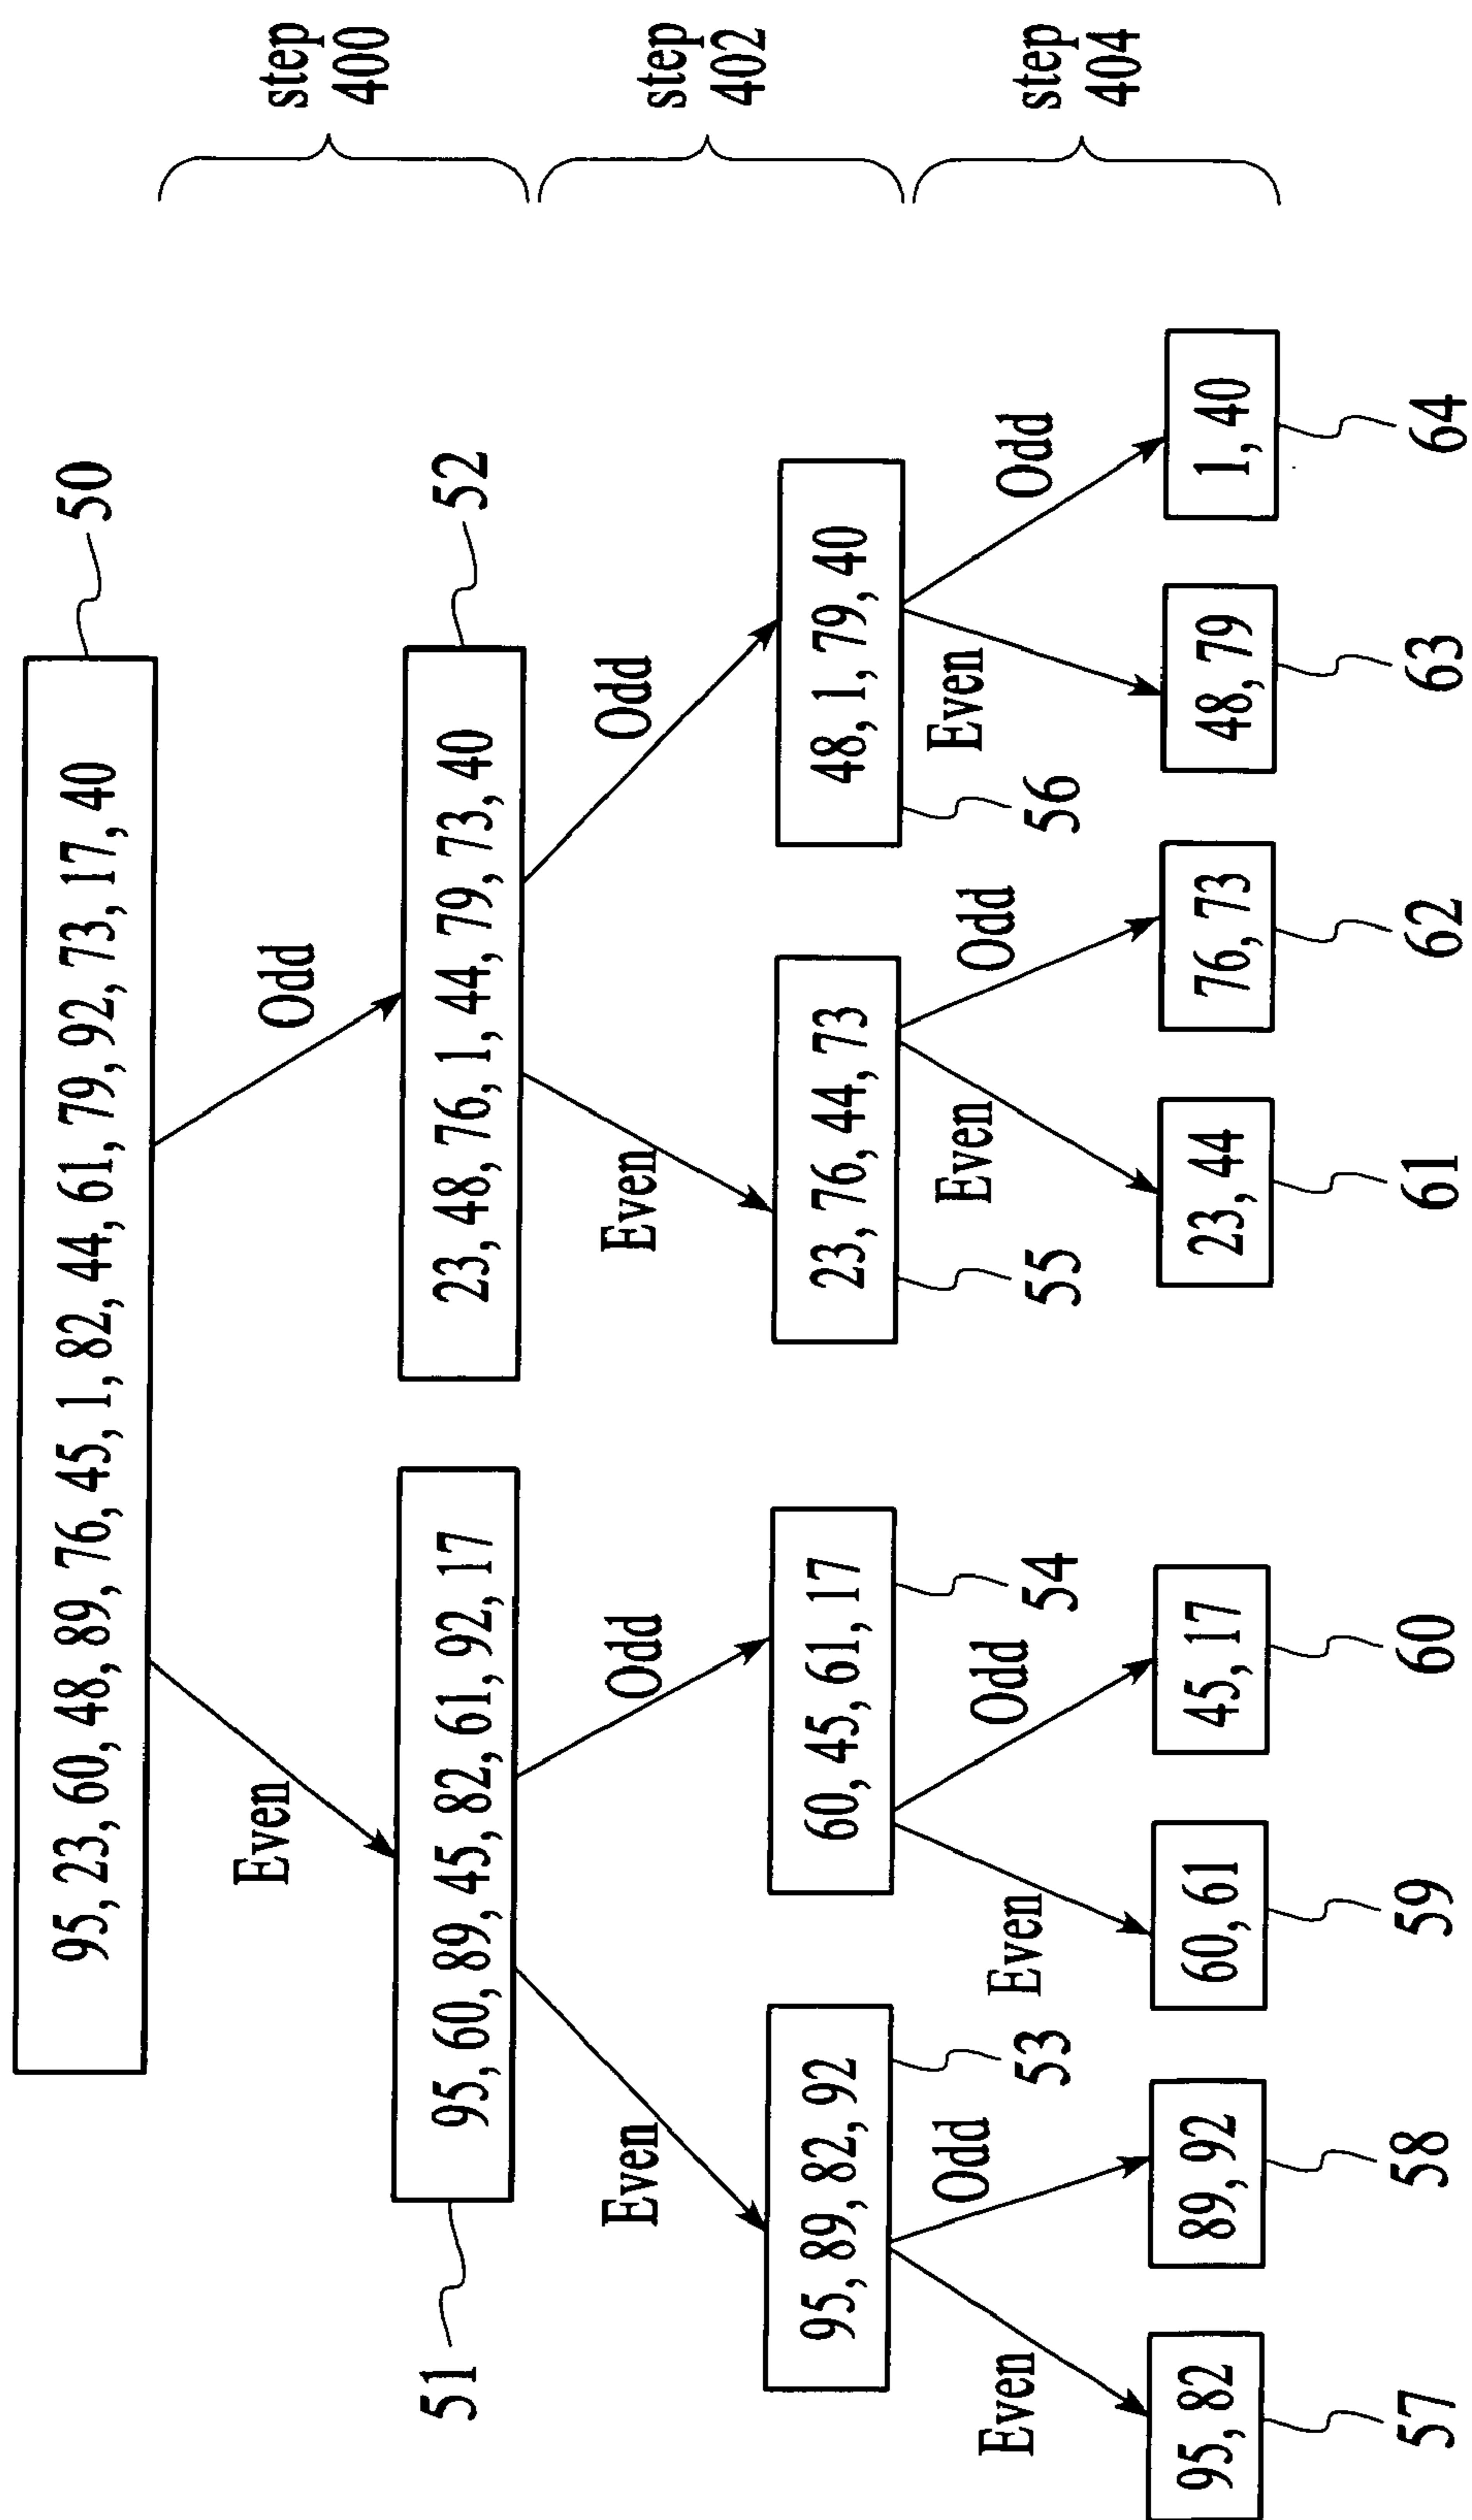 50
95, 23, 60, 48, 89, 76, 45, 1, 82, 44, 61, 79, 92, 73, 17, 40
step
400
Even
Odd
51
95, 60, 89, 45, 82, 61, 92, 17
23, 48, 76, 1, 44, 79, 73, 40
52
step
402
Even
Odd
Even
Odd
95, 89, 82, 92
60, 45, 61, 17
23, 76, 44, 73
48, 1, 79, 40
53
54
55
56
step
404
Even
Odd
Even
Odd
Even
Odd
Even
Odd
95, 82
89, 92
60, 61
45, 17
23, 44
76, 73
48, 79
1, 40
57
58
59
60
61
62
63
64